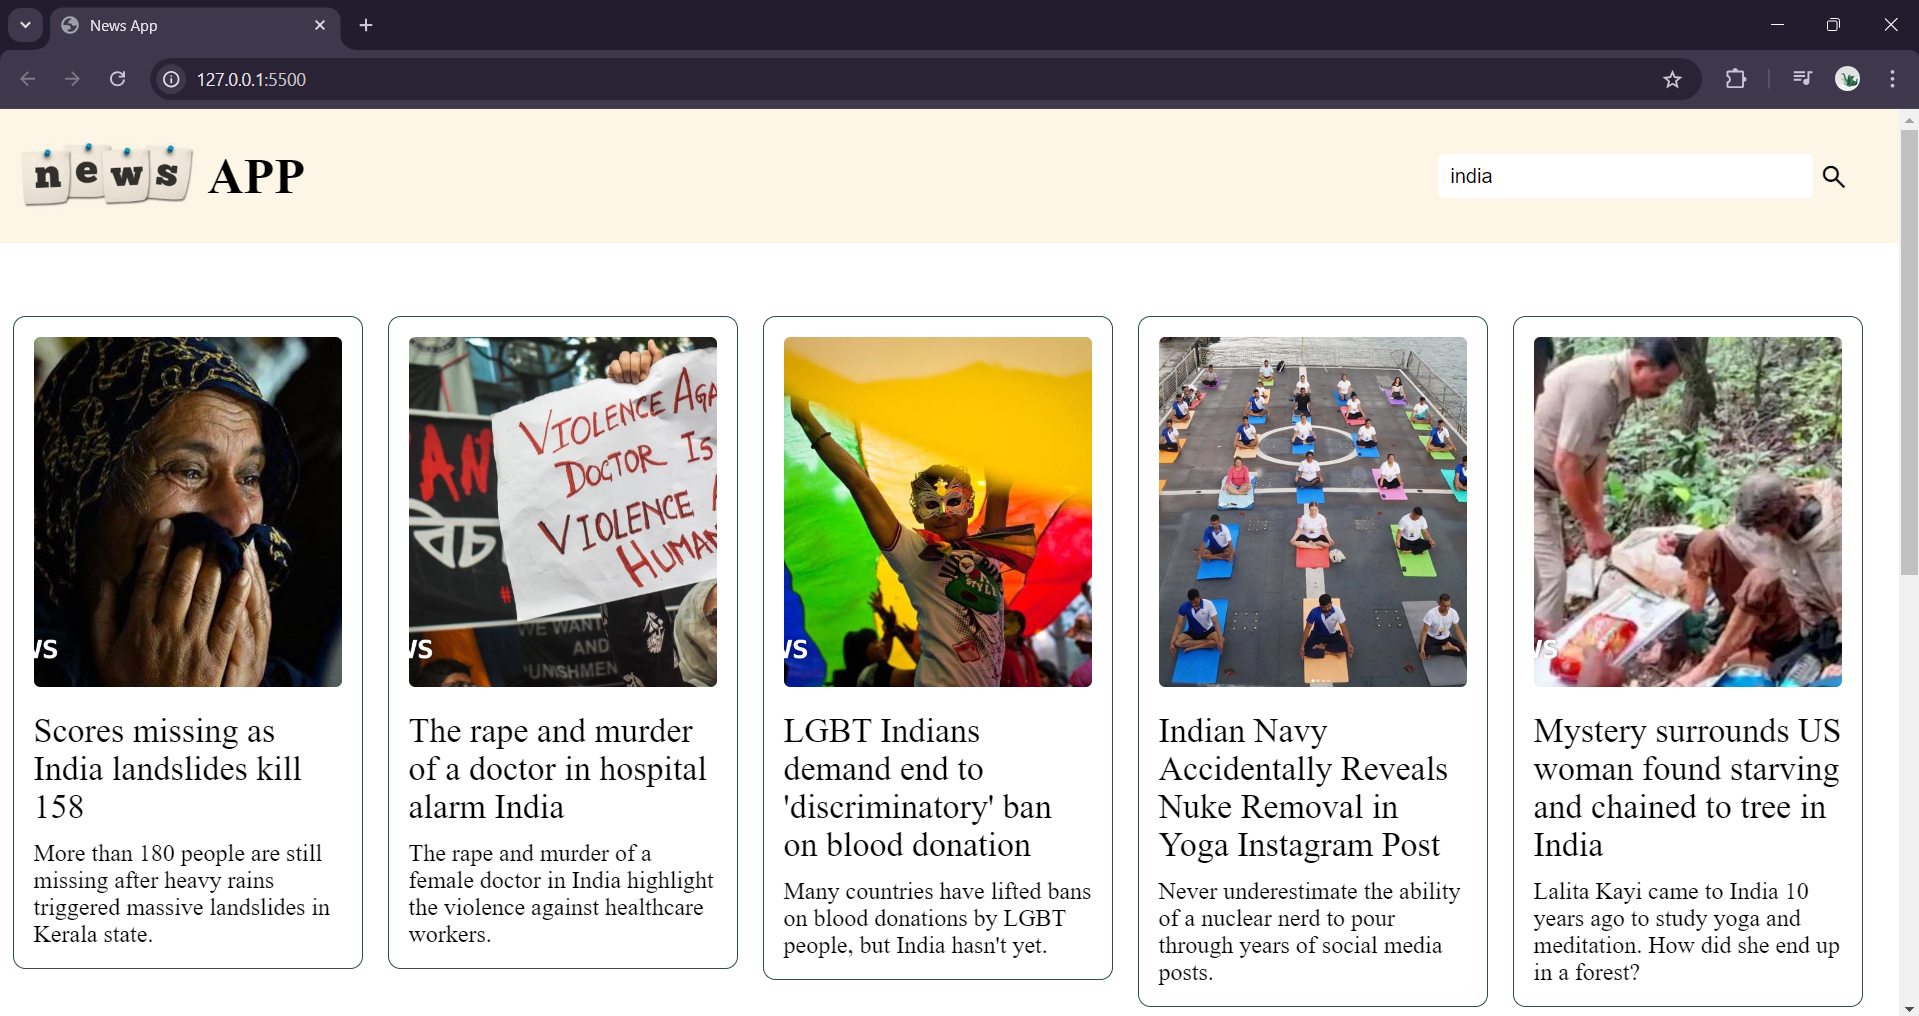 News App
127.0.0.1:5500
news APP
india
VIOLENCE AGA
DOCTOR IS
VIOLENCE
HUMAN
AN
WE WANT
AND
PUNISHMEN
STYLE
WS
WS
WS
WS
Scores missing as
India landslides kill
158
More than 180 people are still
missing after heavy rains
triggered massive landslides in
Kerala state.
The rape and murder
of a doctor in hospital
alarm India
The rape and murder of a
female doctor in India highlight
the violence against healthcare
workers.
LGBT Indians
demand end to
'discriminatory' ban
on blood donation
Many countries have lifted bans
on blood donations by LGBT
people, but India hasn't yet.
Indian Navy
Accidentally Reveals
Nuke Removal in
Yoga Instagram Post
Never underestimate the ability
of a nuclear nerd to pour
through years of social media
posts.
Mystery surrounds US
woman found starving
and chained to tree in
India
Lalita Kayi came to India 10
years ago to study yoga and
meditation. How did she end up
in a forest?